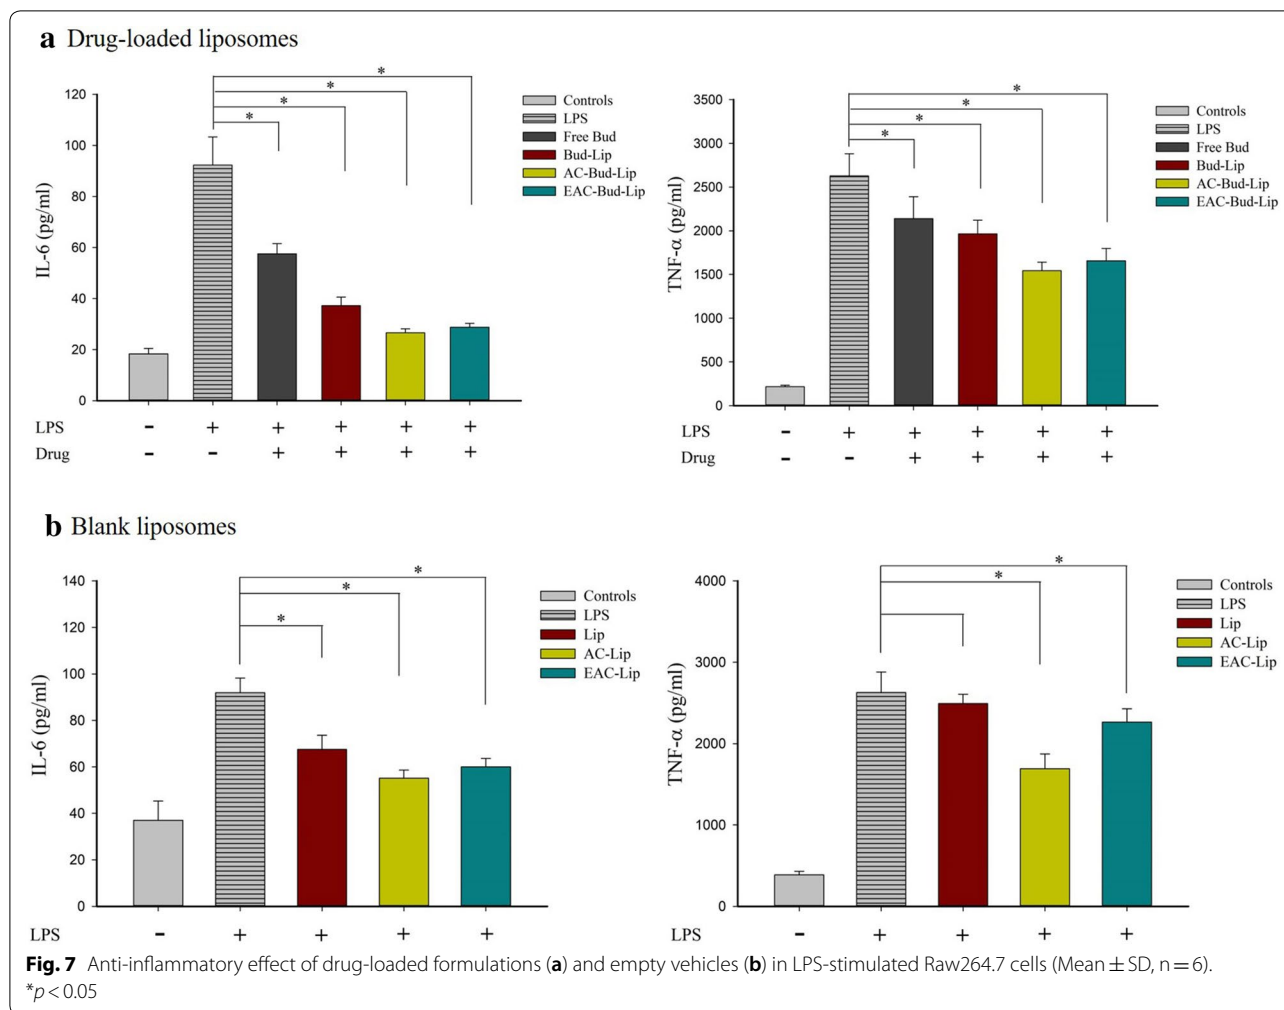 a Drug-loaded liposomes
IL-6 (pg/ml)
120
100
80
60
40
20
0
*
*
*
*
Controls
LPS
Free Bud
Bud-Lip
AC-Bud-Lip
EAC-Bud-Lip
LPS - + + + + +
Drug - - + + + +
TNF-α (pg/ml)
3500
3000
2500
2000
1500
1000
500
0
*
*
*
*
Controls
LPS
Free Bud
Bud-Lip
AC-Bud-Lip
EAC-Bud-Lip
LPS - + + + + +
Drug - - + + + +
b Blank liposomes
IL-6 (pg/ml)
140
120
100
80
60
40
20
0
*
*
*
Controls
LPS
Lip
AC-Lip
EAC-Lip
LPS - + + + +
TNF-α (pg/ml)
4000
3000
2000
1000
0
*
*
Controls
LPS
Lip
AC-Lip
EAC-Lip
LPS - + + + +
Fig. 7 Anti-inflammatory effect of drug-loaded formulations (a) and empty vehicles (b) in LPS-stimulated Raw264.7 cells (Mean ± SD, n = 6).
*p < 0.05